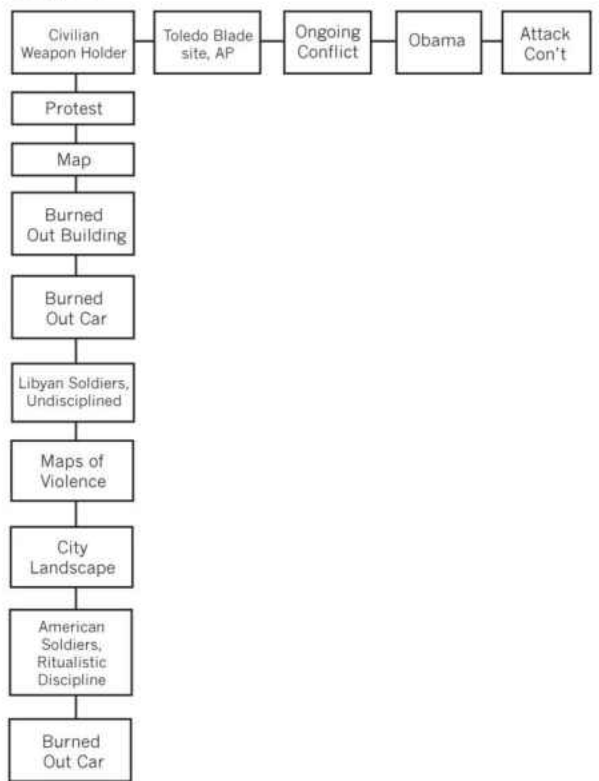 Civilian
Weapon Holder
Toledo Blade
site, AP
Ongoing
Conflict
Obama
Attack
Con't
Protest
Map
Burned
Out Building
Burned
Out Car
Libyan Soldiers,
Undisciplined
Maps of
Violence
City
Landscape
American
Soldiers,
Ritualistic
Discipline
Burned
Out Car